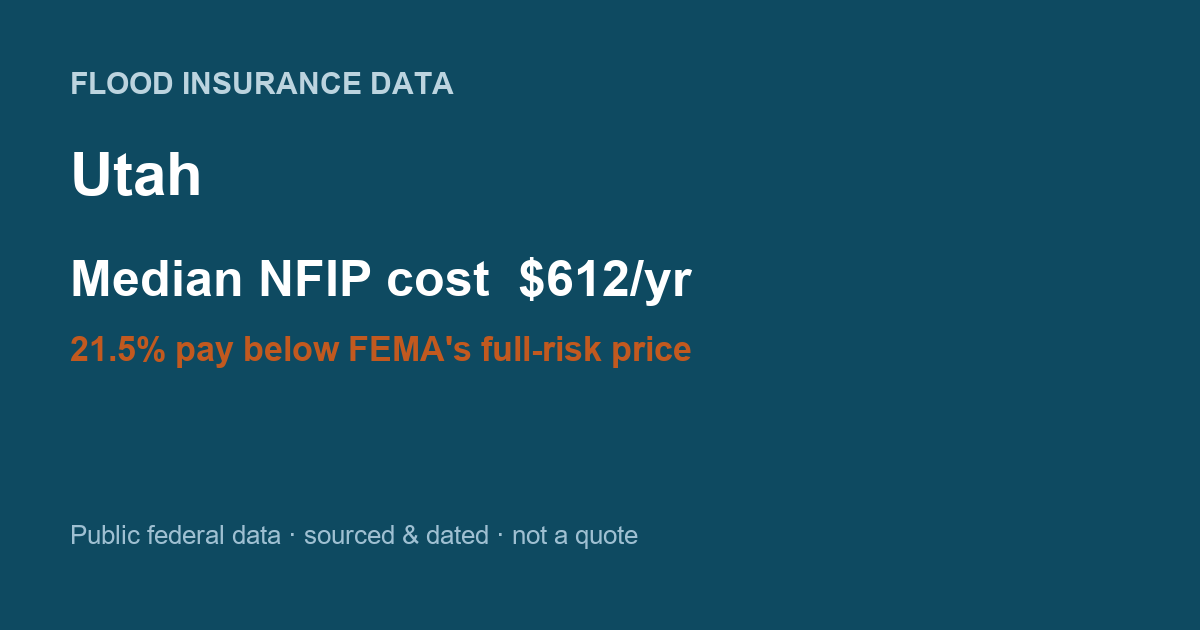 FLOOD INSURANCE DATA
Utah
Median NFIP cost  $612/yr
21.5% pay below FEMA's full-risk price
Public federal data · sourced & dated · not a quote